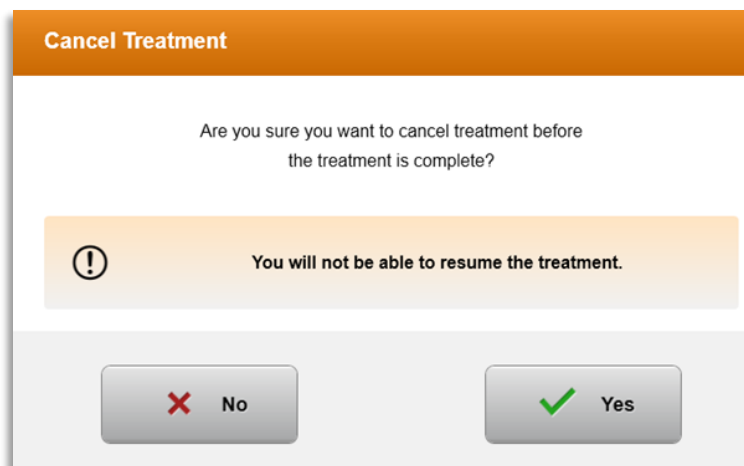 Cancel Treatment
Are you sure you want to cancel treatment before
the treatment is complete?
You will not be able to resume the treatment.
No
Yes